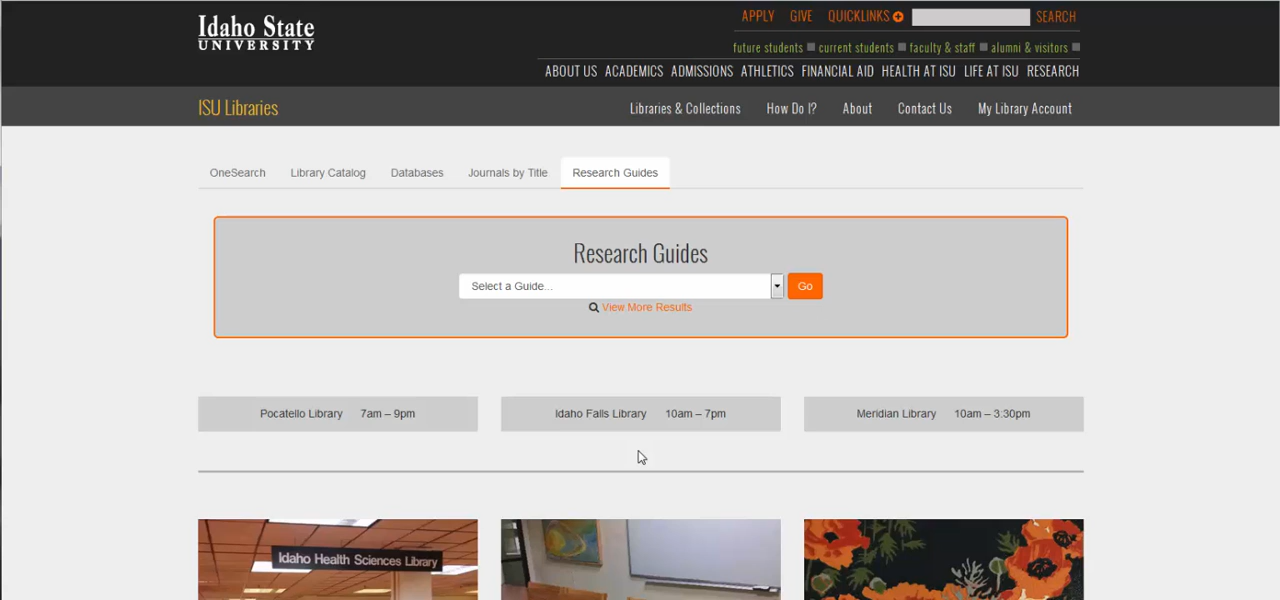 Idaho State
UNIVERSITY
APPLY GIVE QUICKLINKS SEARCH
future students current students faculty & staff alumni & visitors
ABOUT US ACADEMICS ADMISSIONS ATHLETICS FINANCIAL AID HEALTH AT ISU LIFE AT ISU RESEARCH
ISU Libraries
Libraries & Collections How Do I? About Contact Us My Library Account
OneSearch Library Catalog Databases Journals by Title Research Guides
Research Guides
Select a Guide... Go
View More Results
Pocatello Library 7am – 9pm
Idaho Falls Library 10am – 7pm
Meridian Library 10am – 3.30pm
Idaho Health Sciences Library